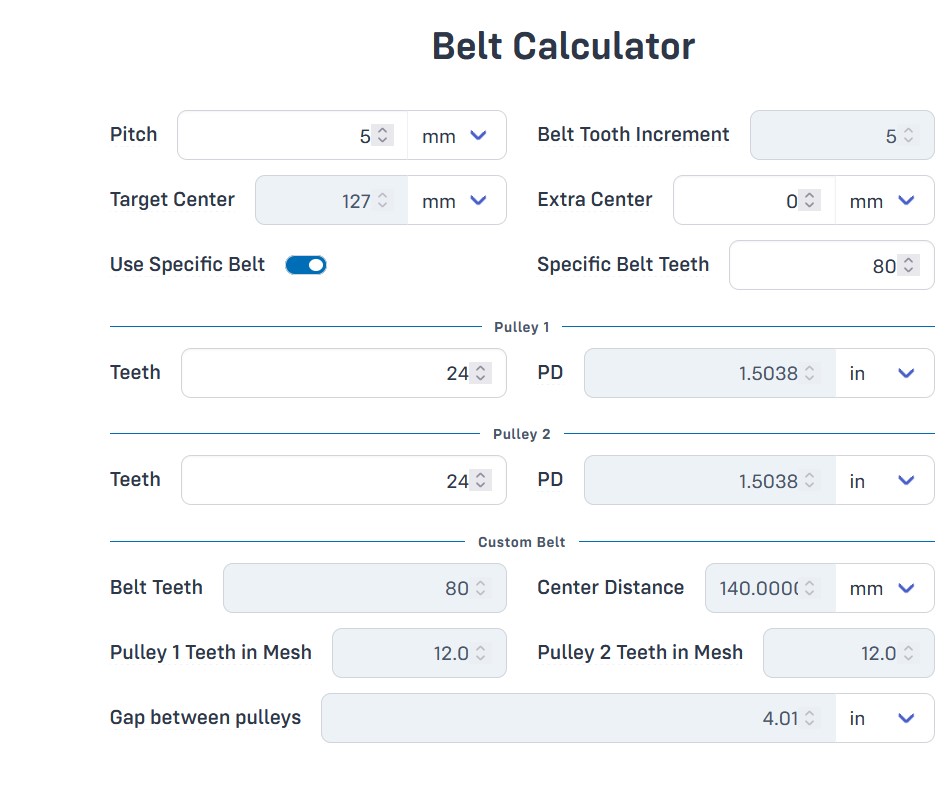 Belt Calculator
Pitch 5 mm Belt Tooth Increment 5
Target Center 127 mm Extra Center 0 mm
Use Specific Belt Specific Belt Teeth 80
Pulley 1
Teeth 24 PD 1.5038 in
Pulley 2
Teeth 24 PD 1.5038 in
Custom Belt
Belt Teeth 80 Center Distance 140.000 mm
Pulley 1 Teeth in Mesh 12.0 Pulley 2 Teeth in Mesh 12.0
Gap between pulleys 4.01 in